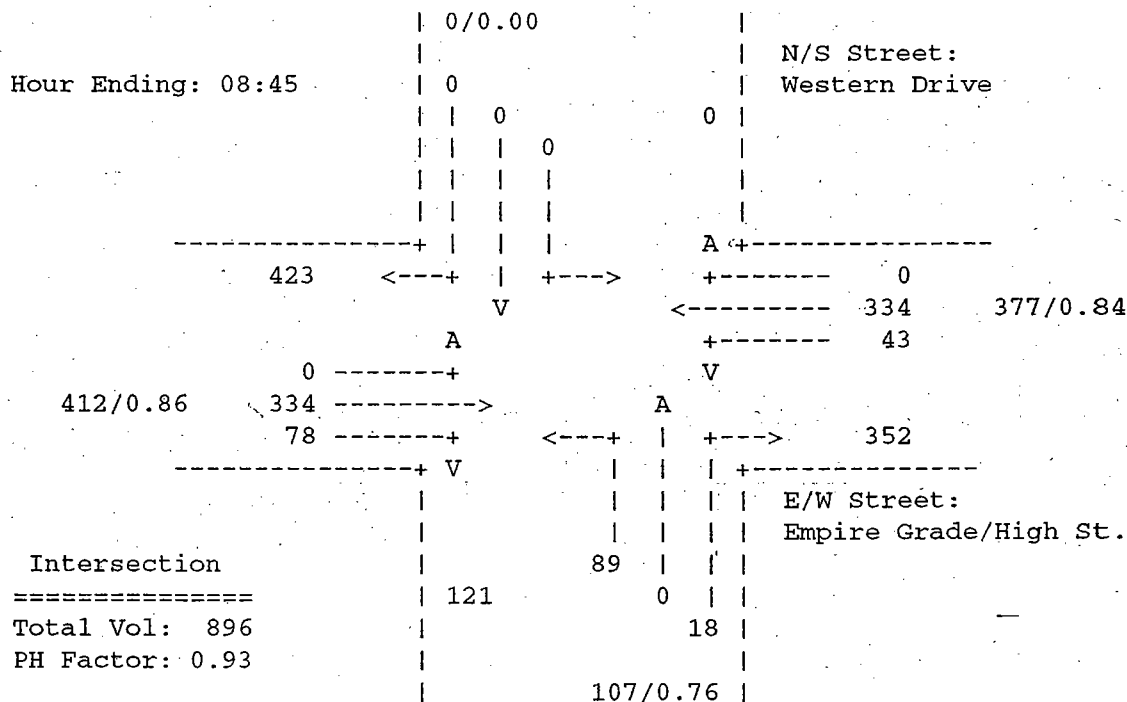 0/0.00
N/S Street:
Hour Ending: 08:45 0 Western Drive
0 0
0
A
423 <---+ +---> +------- 0
V <--------- 334 377/0.84
A +------- 43
0 -------+ V
412/0.86 334 ---------> A
78 -------+ <---+ +---> 352
V
E/W Street:
Empire Grade/High St.
Intersection 89
=============== 121 0
Total Vol: 896 18
PH Factor: 0.93
107/0.76